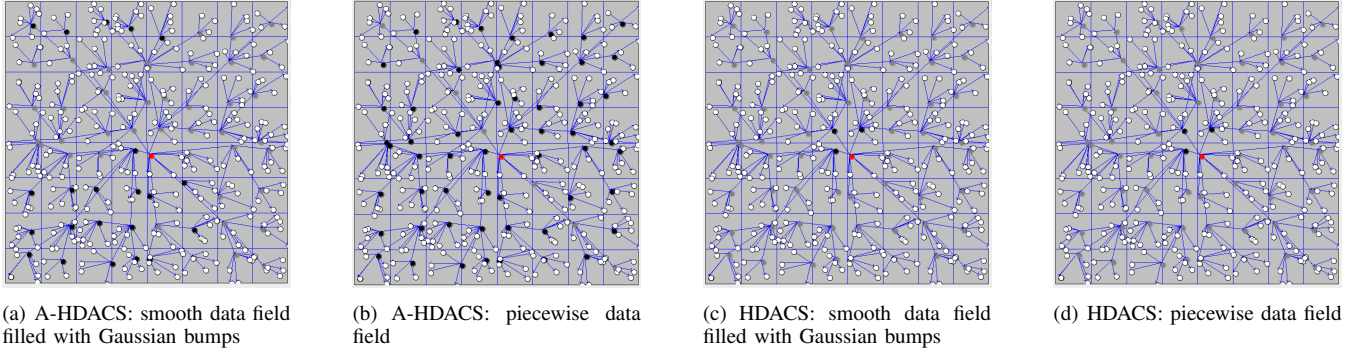 (a) A-HDACS: smooth data field
filled with Gaussian bumps
(b) A-HDACS: piecewise data
field
(c) HDACS: smooth data field
filled with Gaussian bumps
(d) HDACS: piecewise data field